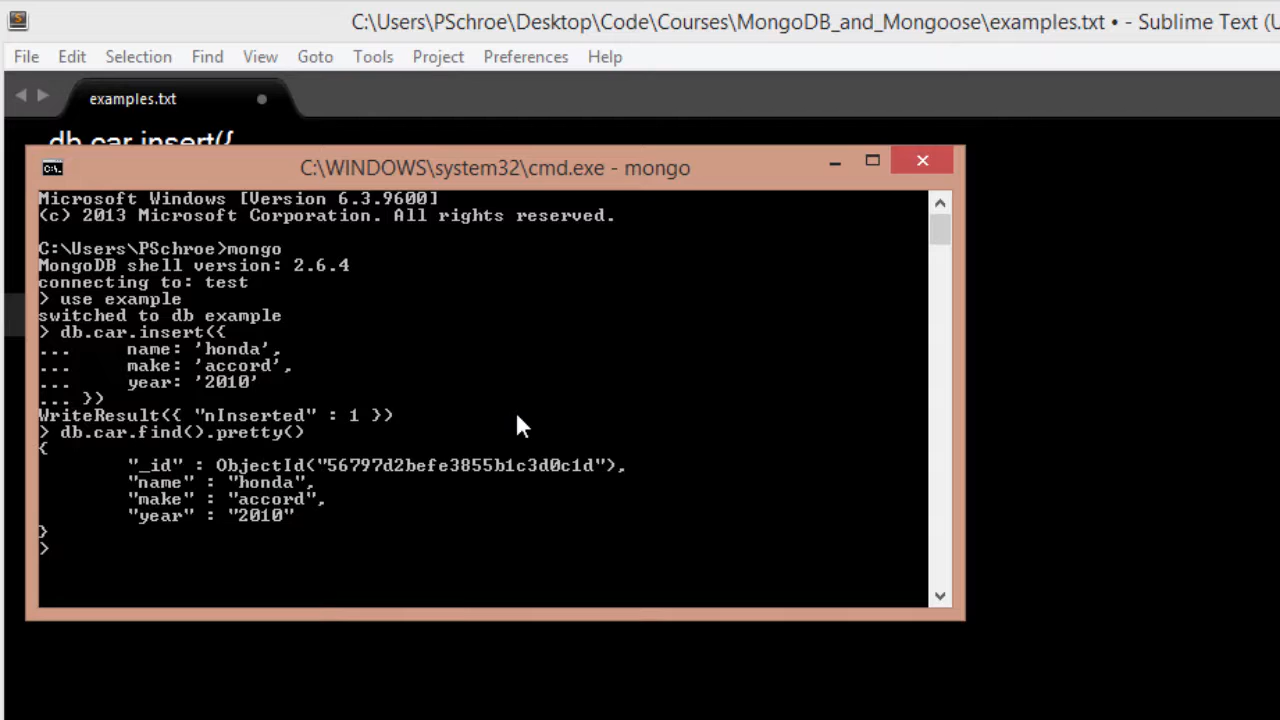 C:\Users\PSchroe\Desktop\Code\Courses\MongoDB_and_Mongoose\examples.txt • - Sublime Text (U
File Edit Selection Find View Goto Tools Project Preferences Help
examples.txt
db.car.insert({
C:\WINDOWS\system32\cmd.exe - mongo
Microsoft Windows [Version 6.3.9600]
(c) 2013 Microsoft Corporation. All rights reserved.
C:\Users\PSchroe>mongo
MongoDB shell version: 2.6.4
connecting to: test
> use example
switched to db example
> db.car.insert({
...     name: 'honda',
...     make: 'accord',
...     year: '2010'
... })
WriteResult({ "nInserted" : 1 })
> db.car.find().pretty()
{
        "_id" : ObjectId("56797d2befe3855b1c3d0c1d"),
        "name" : "honda",
        "make" : "accord",
        "year" : "2010"
}
>